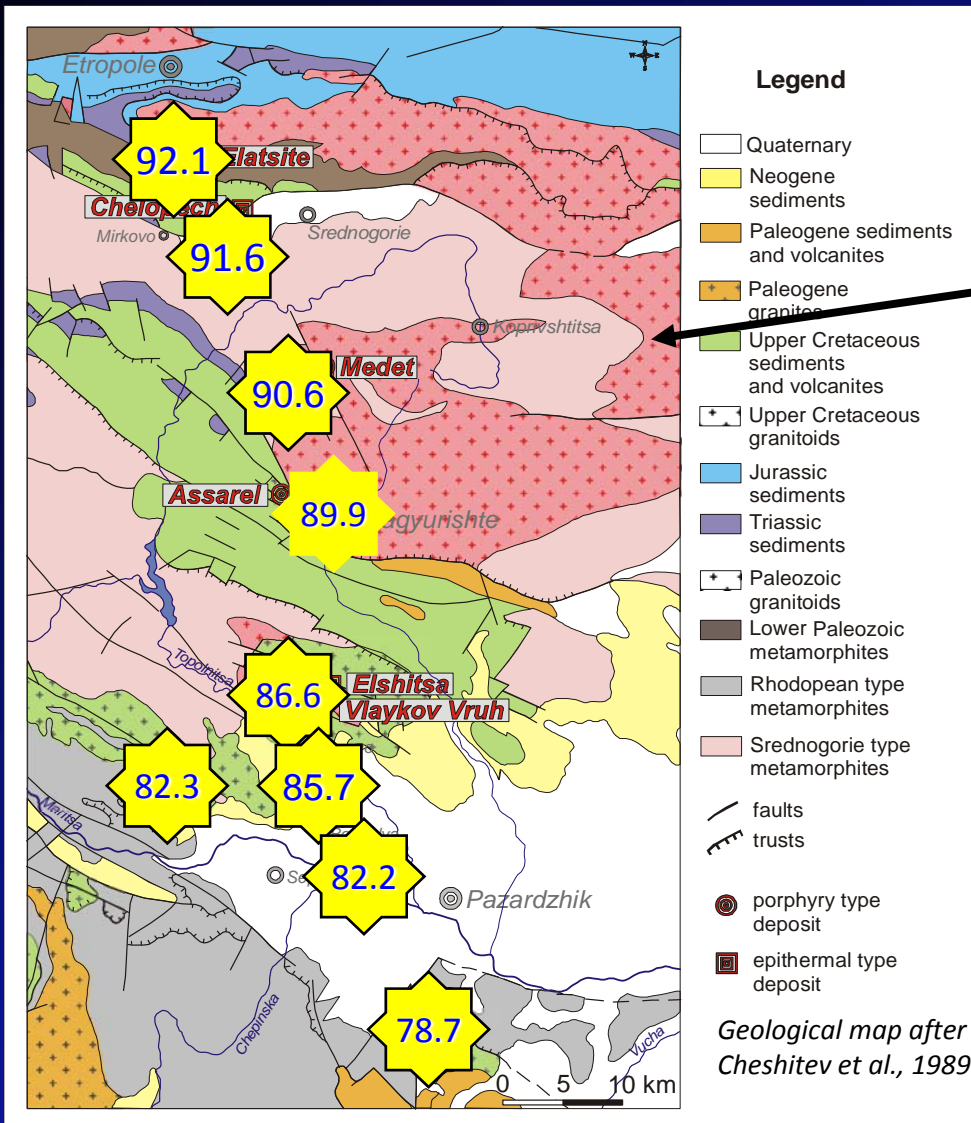 Etropole
92.1
Elatsite
Chelopech
Mirkovo
Srednogorie
91.6
Koprivshtitsa
Medet
90.6
Assarel
89.9
agyurishte
Topolnitsa
86.6
Elshitsa
Vlaykov Vruh
82.3
85.7
Maritsa
82.2
Pazardzhik
Chepinska
78.7
Vucha
0 5 10 km
Legend
Quaternary
Neogene
sediments
Paleogene sediments
and volcanites
Paleogene
granites
Upper Cretaceous
sediments
and volcanites
Upper Cretaceous
granitoids
Jurassic
sediments
Triassic
sediments
Paleozoic
granitoids
Lower Paleozoic
metamorphites
Rhodopean type
metamorphites
Srednogorie type
metamorphites
faults
trusts
porphyry type
deposit
epithermal type
deposit
Geological map after
Cheshitev et al., 1989